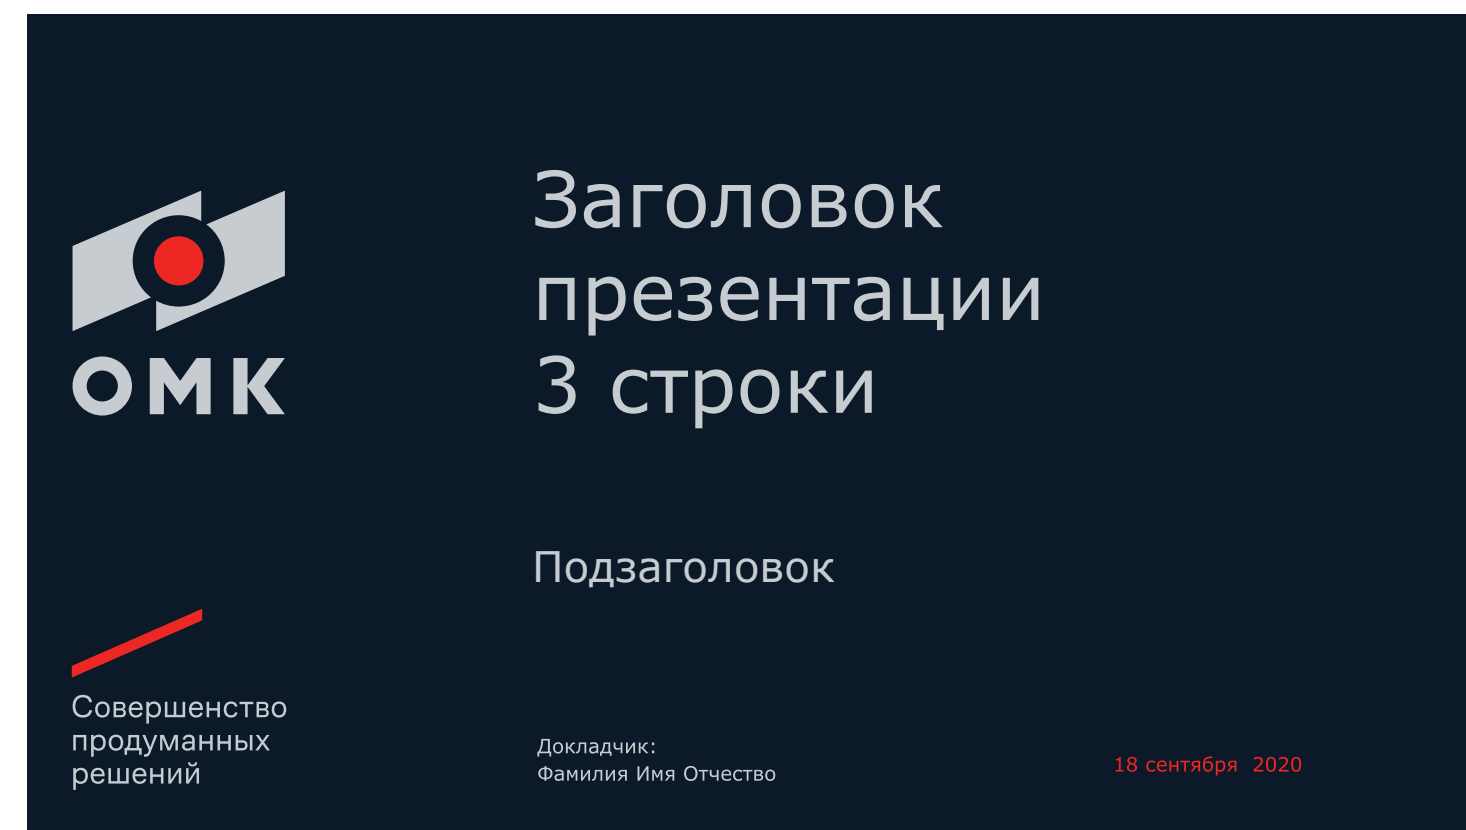 Заголовок
презентации
3 строки
ОМК
Подзаголовок
Совершенство
продуманных
решений
Докладчик:
Фамилия Имя Отчество
18 сентября  2020